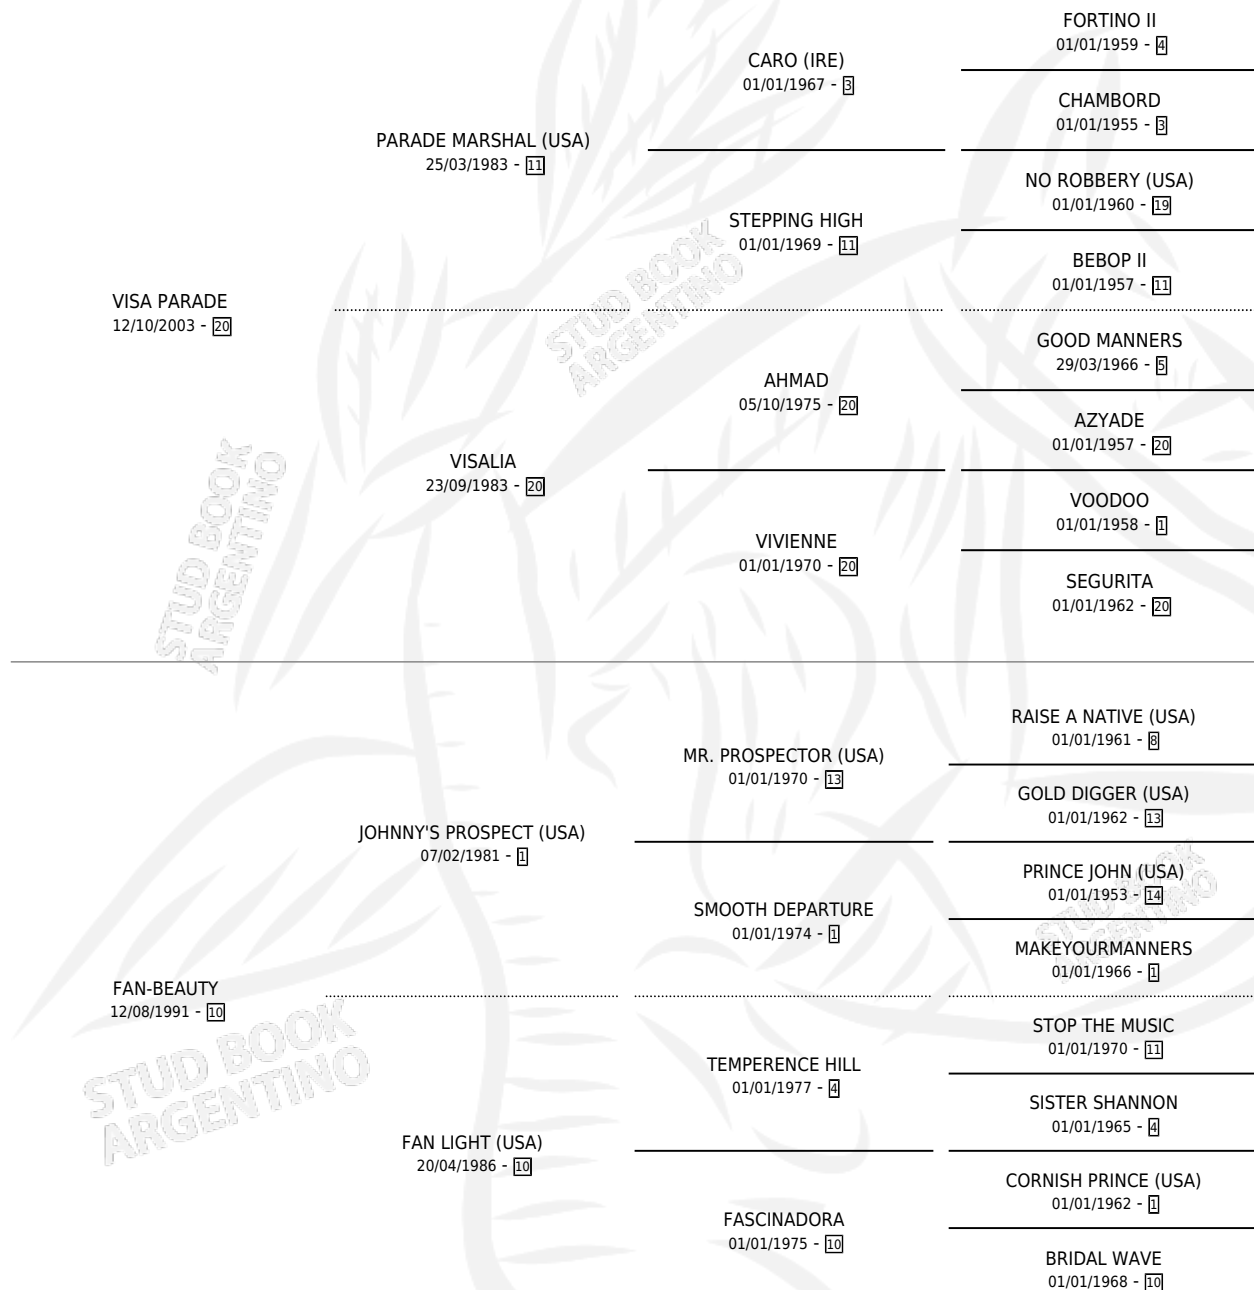 FORTINO II
01/01/1959 - 4
CARO (IRE)
01/01/1967 - 3
CHAMBORD
01/01/1955 - 3
PARADE MARSHAL (USA)
25/03/1983 - 11
NO ROBBERY (USA)
01/01/1960 - 19
STEPPING HIGH
01/01/1969 - 11
BEBOP II
01/01/1957 - 11
VISA PARADE
12/10/2003 - 20
GOOD MANNERS
29/03/1966 - 5
AHMAD
05/10/1975 - 20
AZYADE
01/01/1957 - 20
VISALIA
23/09/1983 - 20
VOODOO
01/01/1958 - 1
VIVIENNE
01/01/1970 - 20
SEGURITA
01/01/1962 - 20
STUD BOOK
ARGENTINO
STUD BOOK
ARGENTINO
RAISE A NATIVE (USA)
01/01/1961 - 8
MR. PROSPECTOR (USA)
01/01/1970 - 13
GOLD DIGGER (USA)
01/01/1962 - 13
JOHNNY'S PROSPECT (USA)
07/02/1981 - 1
PRINCE JOHN (USA)
01/01/1953 - 14
SMOOTH DEPARTURE
01/01/1974 - 1
MAKEYOURMANNERS
01/01/1966 - 1
FAN-BEAUTY
12/08/1991 - 10
STOP THE MUSIC
01/01/1970 - 11
TEMPERENCE HILL
01/01/1977 - 4
SISTER SHANNON
01/01/1965 - 4
FAN LIGHT (USA)
20/04/1986 - 10
CORNISH PRINCE (USA)
01/01/1962 - 1
FASCINADORA
01/01/1975 - 10
BRIDAL WAVE
01/01/1968 - 10
STUD BOOK
ARGENTINO
STUD BOOK
ARGENTINO